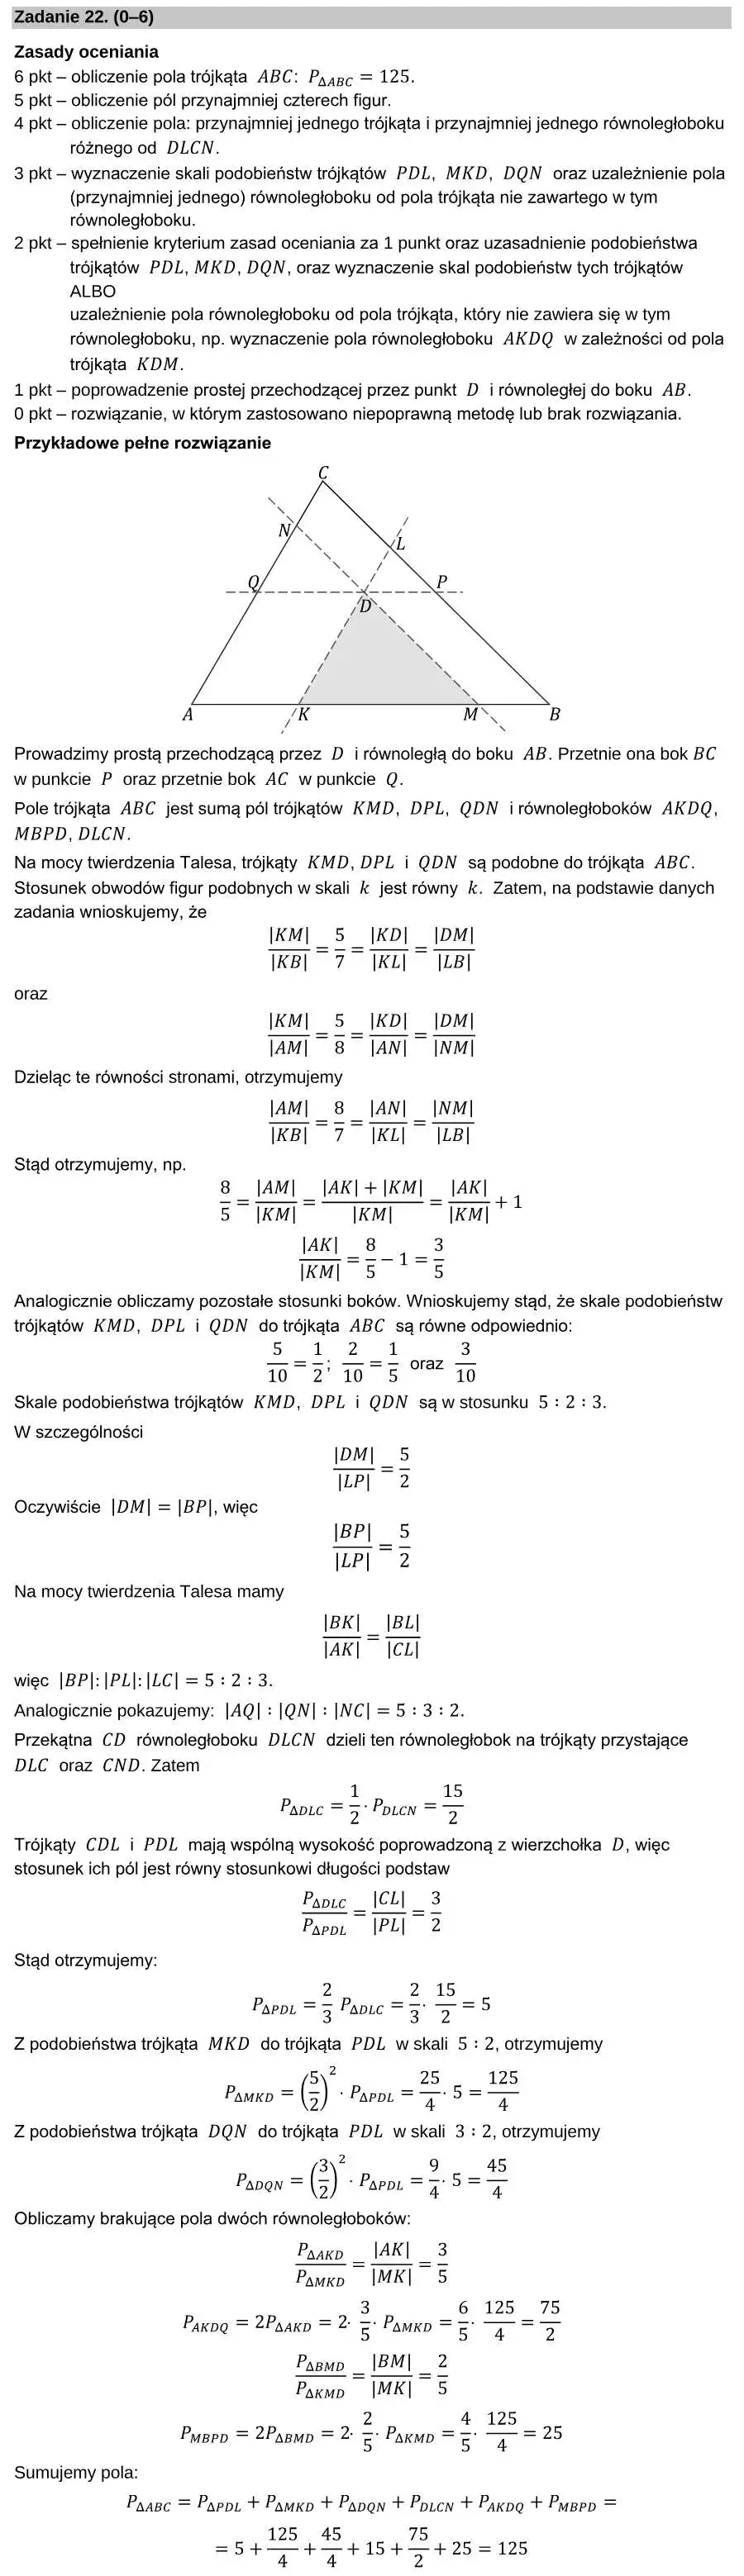 Zadanie 22. (0–6)
Zasady oceniania
6 pkt – obliczenie pola trójkąta ABC: P_{ΔABC} = 125.
5 pkt – obliczenie pól przynajmniej czterech figur.
4 pkt – obliczenie pola: przynajmniej jednego trójkąta i przynajmniej jednego równoległoboku
różnego od DLCN.
3 pkt – wyznaczenie skali podobieństw trójkątów PDL, MKD, DQN oraz uzależnienie pola
(przynajmniej jednego) równoległoboku od pola trójkąta nie zawartego w tym
równoległoboku.
2 pkt – spełnienie kryterium zasad oceniania za 1 punkt oraz uzasadnienie podobieństwa
trójkątów PDL, MKD, DQN, oraz wyznaczenie skal podobieństw tych trójkątów
ALBO
uzależnienie pola równoległoboku od pola trójkąta, który nie zawiera się w tym
równoległoboku, np. wyznaczenie pola równoległoboku AKDQ w zależności od pola
trójkąta KDM.
1 pkt – poprowadzenie prostej przechodzącej przez punkt D i równoległej do boku AB.
0 pkt – rozwiązanie, w którym zastosowano niepoprawną metodę lub brak rozwiązania.
Przykładowe pełne rozwiązanie
C
N
L
Q
P
D
A
K
M
B
Prowadzimy prostą przechodzącą przez D i równoległą do boku AB. Przetnie ona bok BC
w punkcie P oraz przetnie bok AC w punkcie Q.
Pole trójkąta ABC jest sumą pól trójkątów KMD, DPL, QDN i równoległoboków AKDQ,
MBPD, DLCN.
Na mocy twierdzenia Talesa, trójkąty KMD, DPL i QDN są podobne do trójkąta ABC.
Stosunek obwodów figur podobnych w skali k jest równy k. Zatem, na podstawie danych
zadania wnioskujemy, że
|KM|/|KB| = 5/7 = |KD|/|KL| = |DM|/|LB|
oraz
|KM|/|AM| = 5/8 = |KD|/|AN| = |DM|/|NM|
Dzieląc te równości stronami, otrzymujemy
|AM|/|KB| = 8/7 = |AN|/|KL| = |NM|/|LB|
Stąd otrzymujemy, np.
8/5 = |AM|/|KM| = (|AK| + |KM|)/|KM| = |AK|/|KM| + 1
|AK|/|KM| = 8/5 − 1 = 3/5
Analogicznie obliczamy pozostałe stosunki boków. Wnioskujemy stąd, że skale podobieństw
trójkątów KMD, DPL i QDN do trójkąta ABC są równe odpowiednio:
5/10 = 1/2; 2/10 = 1/5 oraz 3/10
Skale podobieństwa trójkątów KMD, DPL i QDN są w stosunku 5 : 2 : 3.
W szczególności
|DM|/|LP| = 5/2
Oczywiście |DM| = |BP|, więc
|BP|/|LP| = 5/2
Na mocy twierdzenia Talesa mamy
|BK|/|AK| = |BL|/|CL|
więc |BP|: |PL|: |LC| = 5 : 2 : 3.
Analogicznie pokazujemy: |AQ| : |QN| : |NC| = 5 : 3 : 2.
Przekątna CD równoległoboku DLCN dzieli ten równoległobok na trójkąty przystające
DLC oraz CND. Zatem
P_{ΔDLC} = 1/2 · P_{DLCN} = 15/2
Trójkąty CDL i PDL mają wspólną wysokość poprowadzoną z wierzchołka D, więc
stosunek ich pól jest równy stosunkowi długości podstaw
P_{ΔDLC}/P_{ΔPDL} = |CL|/|PL| = 3/2
Stąd otrzymujemy:
P_{ΔPDL} = 2/3 P_{ΔDLC} = 2/3 · 15/2 = 5
Z podobieństwa trójkąta MKD do trójkąta PDL w skali 5 : 2, otrzymujemy
P_{ΔMKD} = (5/2)² · P_{ΔPDL} = 25/4 · 5 = 125/4
Z podobieństwa trójkąta DQN do trójkąta PDL w skali 3 : 2, otrzymujemy
P_{ΔDQN} = (3/2)² · P_{ΔPDL} = 9/4 · 5 = 45/4
Obliczamy brakujące pola dwóch równoległoboków:
P_{ΔAKD}/P_{ΔMKD} = |AK|/|MK| = 3/5
P_{AKDQ} = 2P_{ΔAKD} = 2· 3/5 · P_{ΔMKD} = 6/5 · 125/4 = 75/2
P_{ΔBMD}/P_{ΔKMD} = |BM|/|MK| = 2/5
P_{MBPD} = 2P_{ΔBMD} = 2· 2/5 · P_{ΔKMD} = 4/5 · 125/4 = 25
Sumujemy pola:
P_{ΔABC} = P_{ΔPDL} + P_{ΔMKD} + P_{ΔDQN} + P_{DLCN} + P_{AKDQ} + P_{MBPD} =
= 5 + 125/4 + 45/4 + 15 + 75/2 + 25 = 125